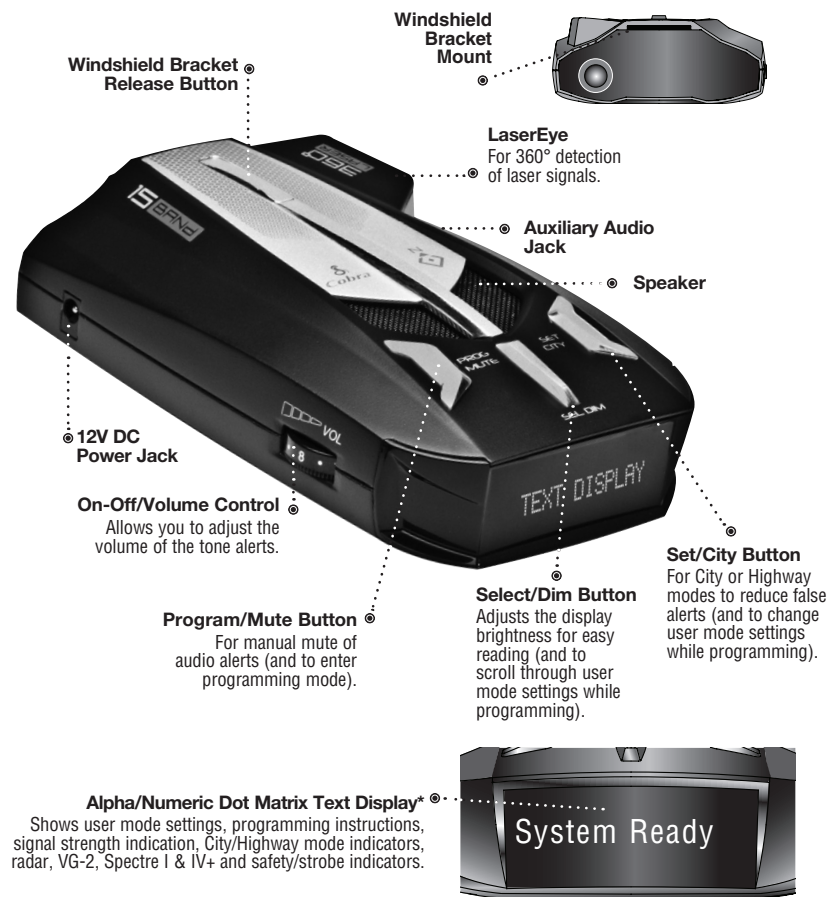 Windshield
Bracket
Mount
Windshield Bracket
Release Button
LaserEye
For 360° detection
of laser signals.
360°
15 BAND
Auxiliary Audio
Jack
Speaker
Cobra
PROG
MUTE
SET
CITY
SEL DIM
VOL
8
TEXT DISPLAY
12V DC
Power Jack
On-Off/Volume Control
Allows you to adjust the
volume of the tone alerts.
Program/Mute Button
For manual mute of
audio alerts (and to enter
programming mode).
Select/Dim Button
Adjusts the display
brightness for easy
reading (and to
scroll through user
mode settings while
programming).
Set/City Button
For City or Highway
modes to reduce false
alerts (and to change
user mode settings
while programming).
Alpha/Numeric Dot Matrix Text Display*
Shows user mode settings, programming instructions,
signal strength indication, City/Highway mode indicators,
radar, VG-2, Spectre I & IV+ and safety/strobe indicators.
System Ready